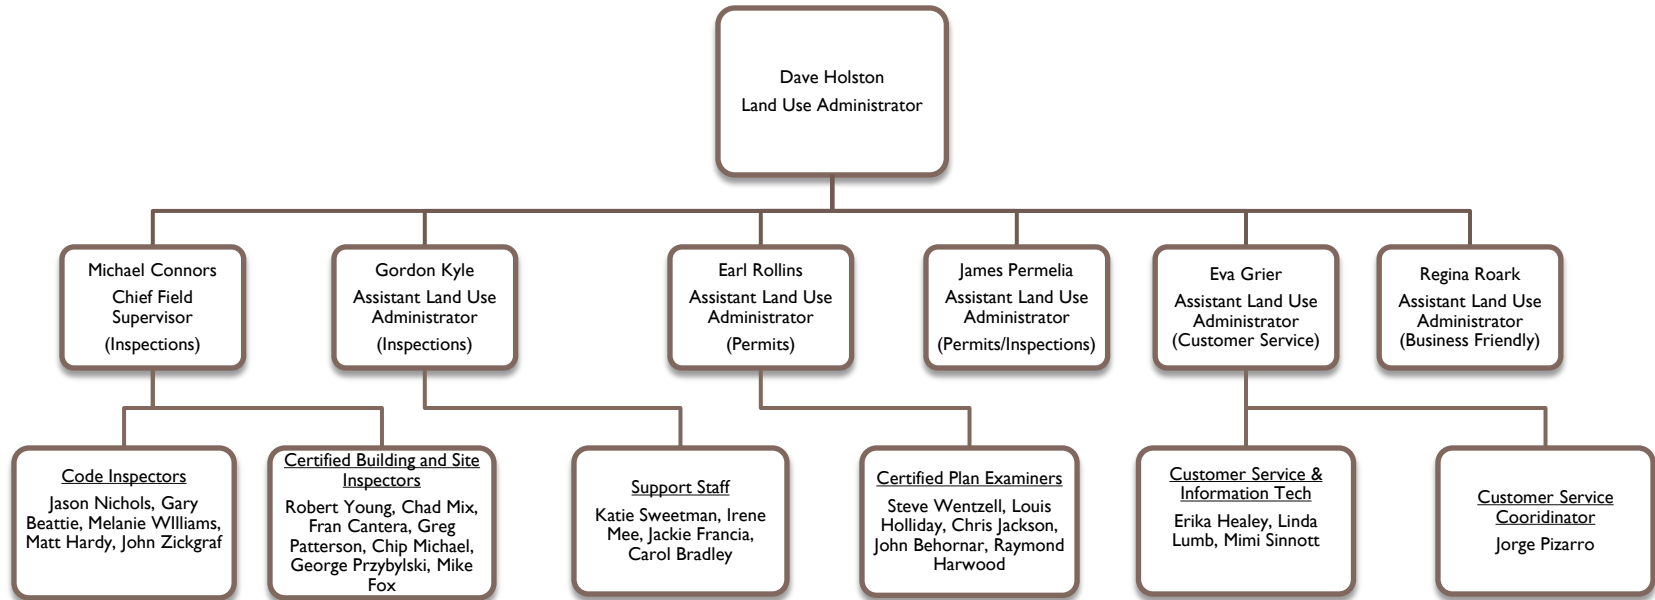 Dave Holston
Land Use Administrator
Michael Connors
Chief Field
Supervisor
(Inspections)
Gordon Kyle
Assistant Land Use
Administrator
(Inspections)
Earl Rollins
Assistant Land Use
Administrator
(Permits)
James Permelia
Assistant Land Use
Administrator
(Permits/Inspections)
Eva Grier
Assistant Land Use
Administrator
(Customer Service)
Regina Roark
Assistant Land Use
Administrator
(Business Friendly)
Code Inspectors
Jason Nichols, Gary
Beattie, Melanie WIlliams,
Matt Hardy, John Zickgraf
Certified Building and Site
Inspectors
Robert Young, Chad Mix,
Fran Cantera, Greg
Patterson, Chip Michael,
George Przybylski, Mike
Fox
Support Staff
Katie Sweetman, Irene
Mee, Jackie Francia,
Carol Bradley
Certified Plan Examiners
Steve Wentzell, Louis
Holliday, Chris Jackson,
John Behornar, Raymond
Harwood
Customer Service &
Information Tech
Erika Healey, Linda
Lumb, Mimi Sinnott
Customer Service
Cooridinator
Jorge Pizarro